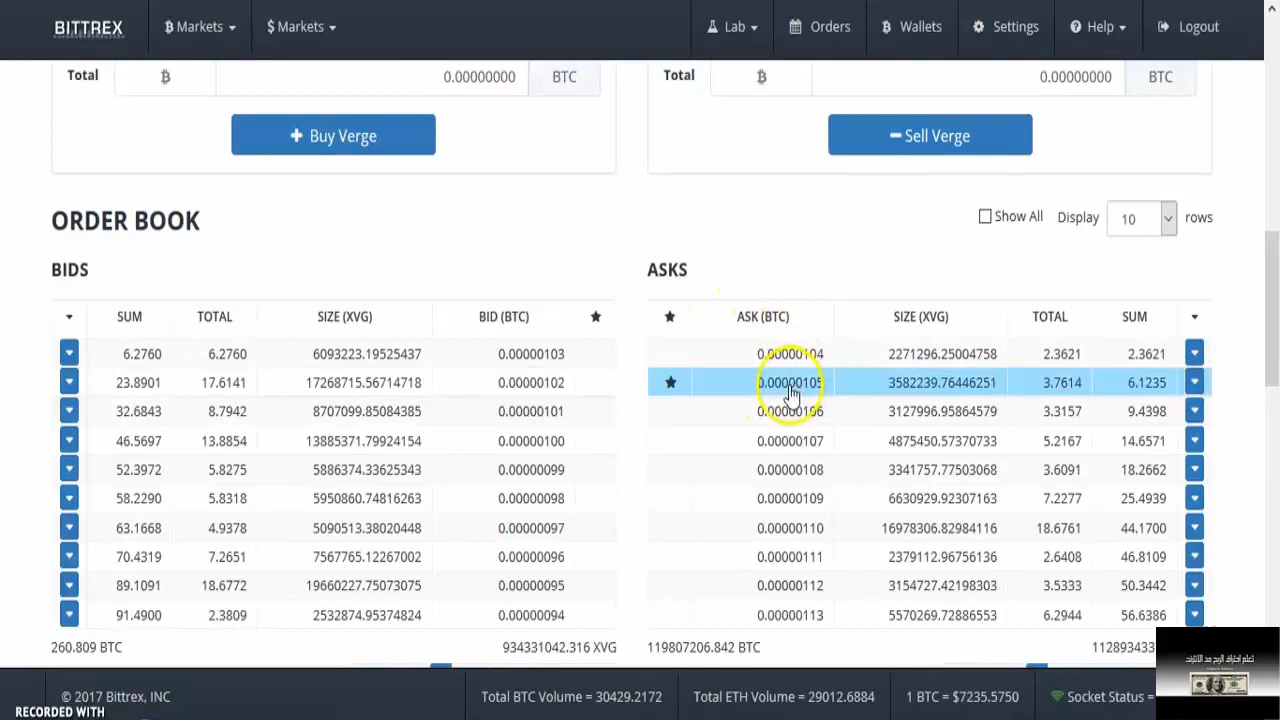 BITTREX Markets $ Markets Lab Orders Wallets Settings Help Logout
Total 0.00000000 BTC Total 0.00000000 BTC
Buy Verge Sell Verge
ORDER BOOK Show All Display 10 rows
BIDS ASKS
SUM TOTAL SIZE (XVG) BID (BTC) ASK (BTC) SIZE (XVG) TOTAL SUM
6.2760 6.2760 6093223.19525437 0.00000103 0.00000104 2271296.25004758 2.3621 2.3621
23.8901 17.6141 17268715.56714718 0.00000102 0.00000105 3582239.76446251 3.7614 6.1235
32.6843 8.7942 8707099.85084385 0.00000101 0.00000106 3127996.95864579 3.3157 9.4398
46.5697 13.8854 13885371.79924154 0.00000100 0.00000107 4875450.57370733 5.2167 14.6571
52.3972 5.8275 5886374.33625343 0.00000099 0.00000108 3341757.77503068 3.6091 18.2662
58.2290 5.8318 5950860.74816263 0.00000098 0.00000109 6630929.92307163 7.2277 25.4939
63.1668 4.9378 5090513.38020448 0.00000097 0.00000110 16978306.82984116 18.6761 44.1700
70.4319 7.2651 7567765.12267002 0.00000096 0.00000111 2379112.96756136 2.6408 46.8109
89.1091 18.6772 19660227.75073075 0.00000095 0.00000112 3154727.42198303 3.5333 50.3442
91.4900 2.3809 2532874.95374824 0.00000094 0.00000113 5570269.72886553 6.2944 56.6386
260.809 BTC 934331042.316 XVG 119807206.842 BTC 112893433
تعلم احتراف الربح من الانترنت
© 2017 Bittrex, INC Total BTC Volume = 30429.2172 Total ETH Volume = 29012.6884 1 BTC = $7235.5750 Socket Status =
RECORDED WITH